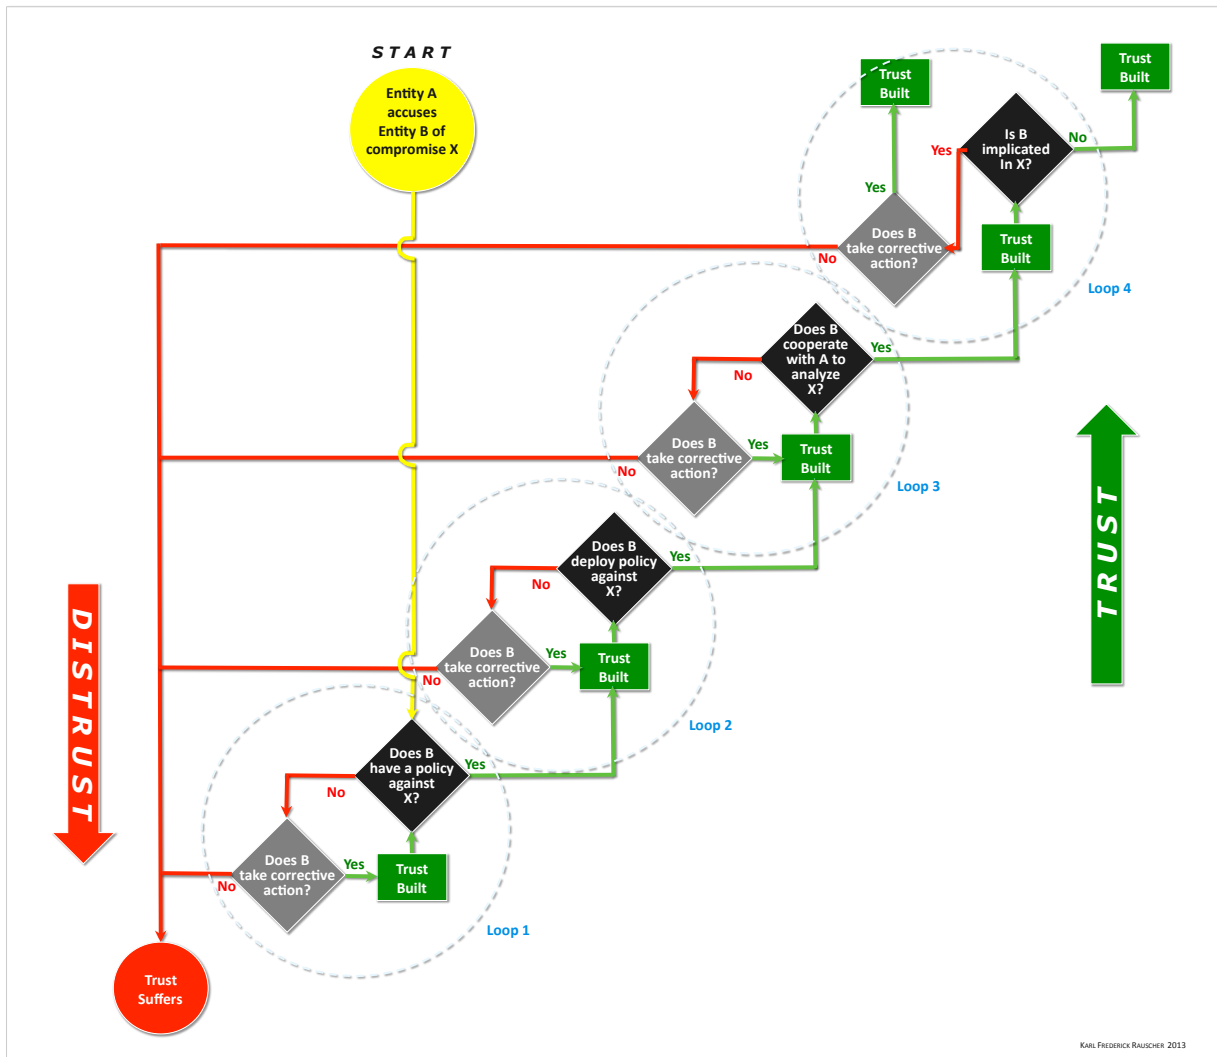 START
Entity A
accuses
Entity B of
compromise X
Trust
Built
Trust
Built
Is B
implicated
In X?
Yes
No
Yes
Does B
take corrective
action?
No
Trust
Built
Loop 4
Does B
cooperate
with A to
analyze
X?
Yes
No
Does B
take corrective
action?
Yes
No
Trust
Built
Loop 3
TRUST
Does B
deploy policy
against
X?
Yes
No
Does B
take corrective
action?
Yes
No
Trust
Built
Loop 2
DISTRUST
Does B
have a policy
against
X?
Yes
No
Does B
take corrective
action?
Yes
No
Trust
Built
Loop 1
Trust
Suffers
KARL FREDERICK RAUSCHER 2013